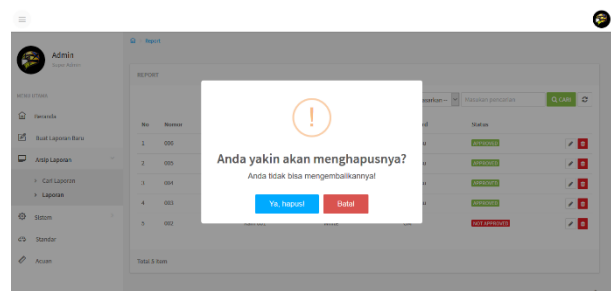 Report
Admin
Super Admin
REPORT
MENU UTAMA
Masukan pencarian
CARI
Beranda
No Nomor Status
Buat Laporan Baru
1 006 APPROVED
Arsip Laporan
2 005 APPROVED
Anda yakin akan menghapusnya?
Anda tidak bisa mengembalikannya!
Cari Laporan
3 004 APPROVED
Laporan
4 003 APPROVED
Ya, hapus!
Batal
Sistem
5 002 NOT APPROVED
Standar
Acuan
Total 5 Item